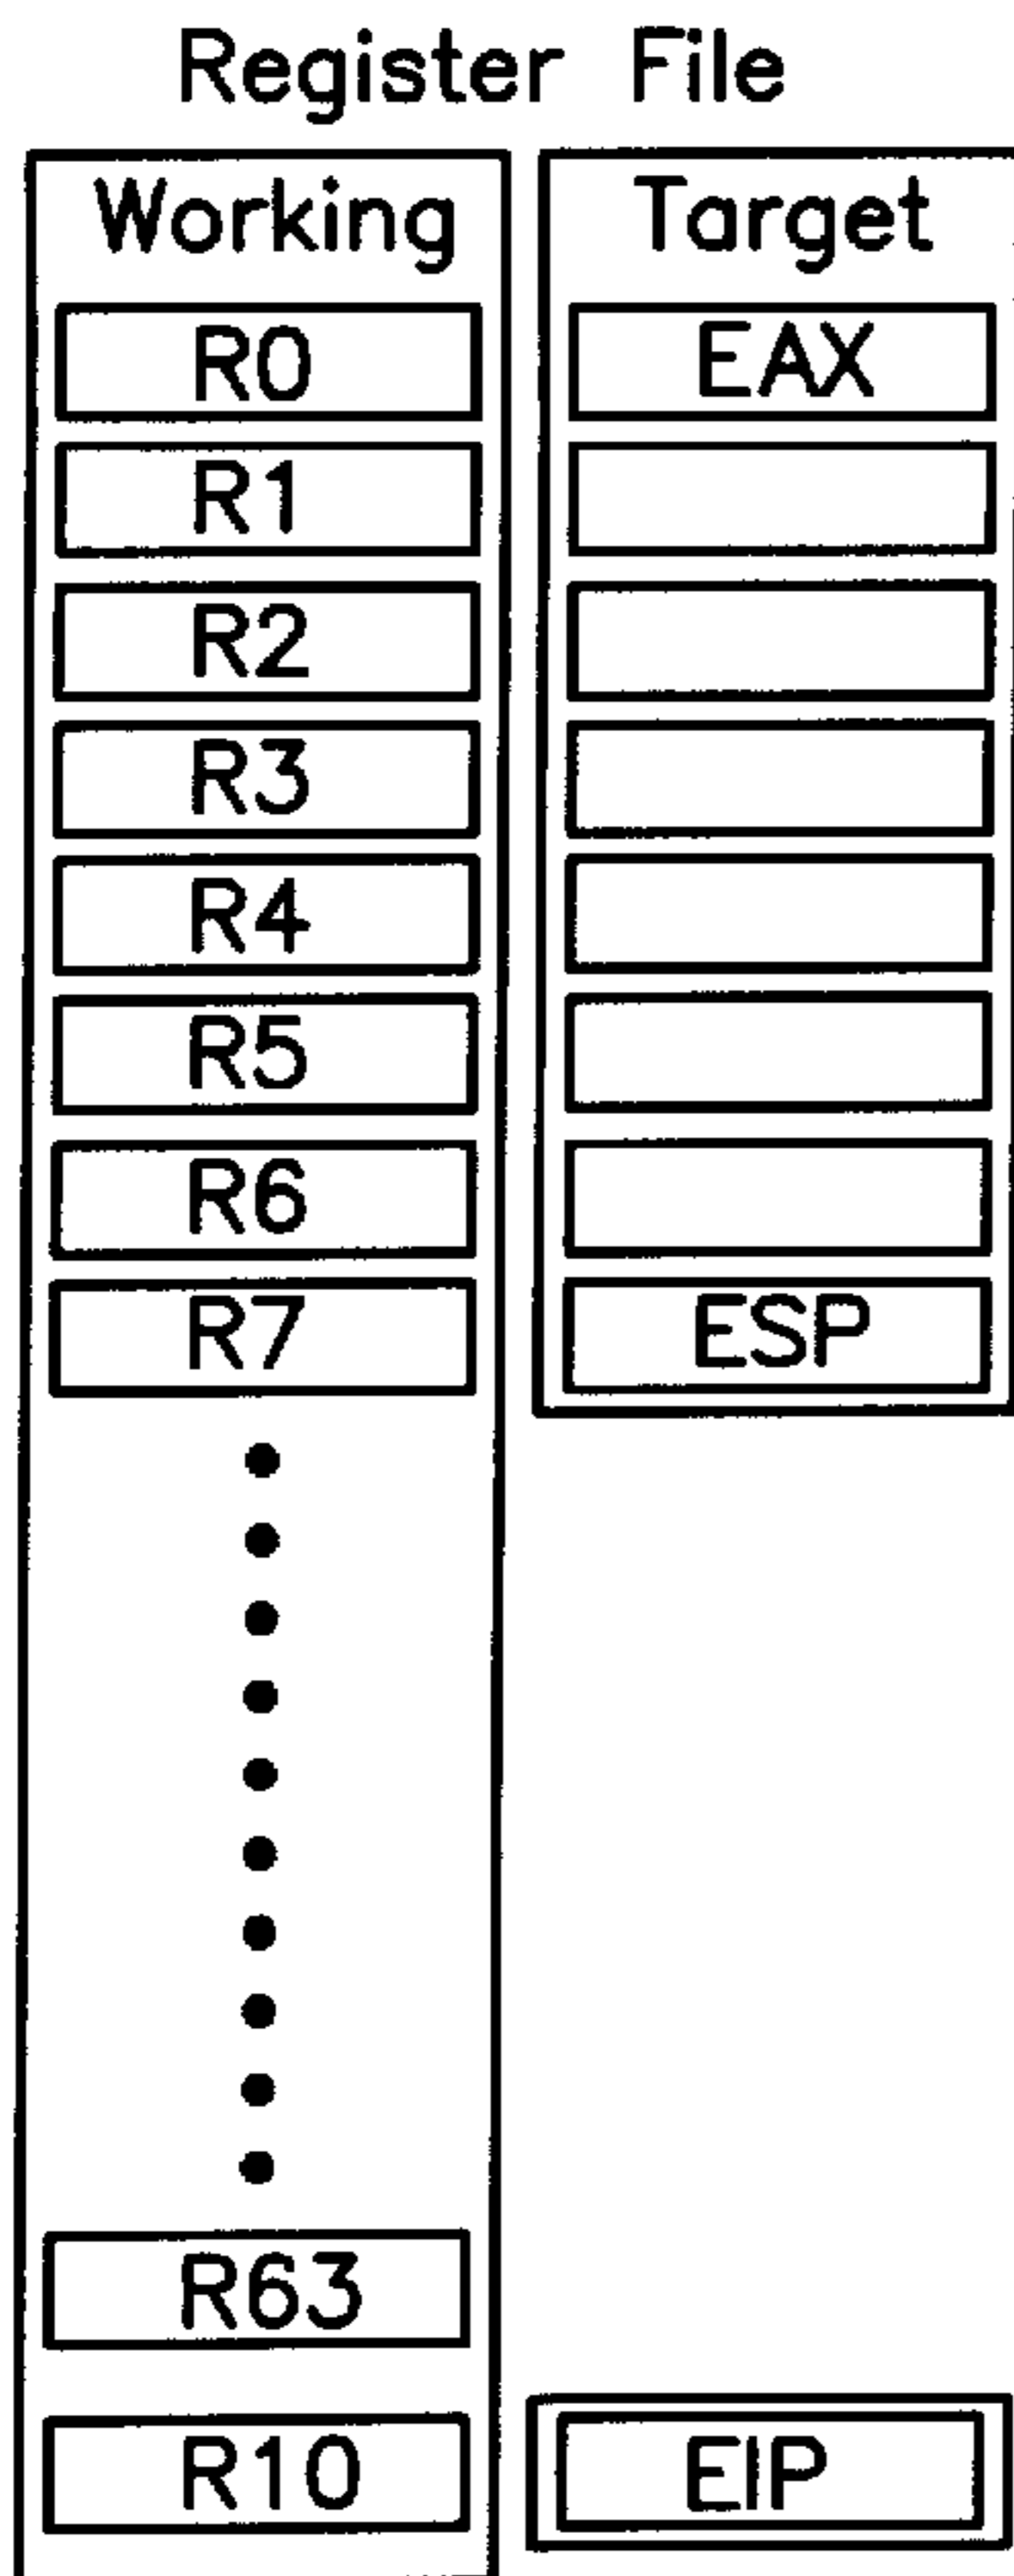 Register File
Working Target
R0 EAX
R1
R2
R3
R4
R5
R6
R7 ESP
R63
R10 EIP